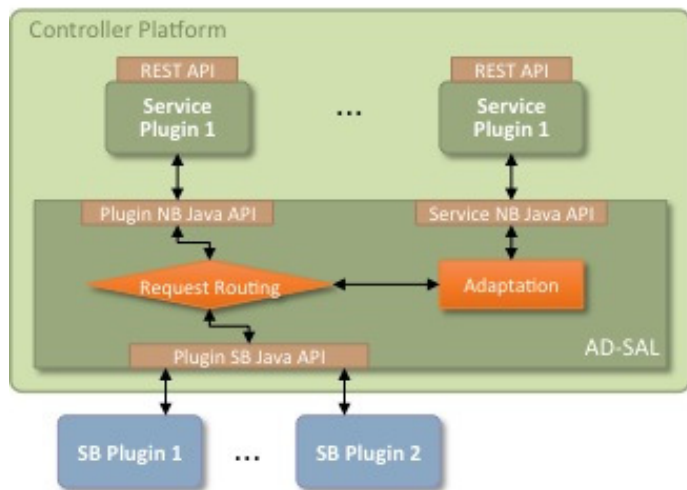 Controller Platform
REST API
REST API
Service
Plugin 1
...
Service
Plugin 1
Plugin NB Java API
Service NB Java API
Request Routing
Adaptation
Plugin SB Java API
AD-SAL
SB Plugin 1
...
SB Plugin 2